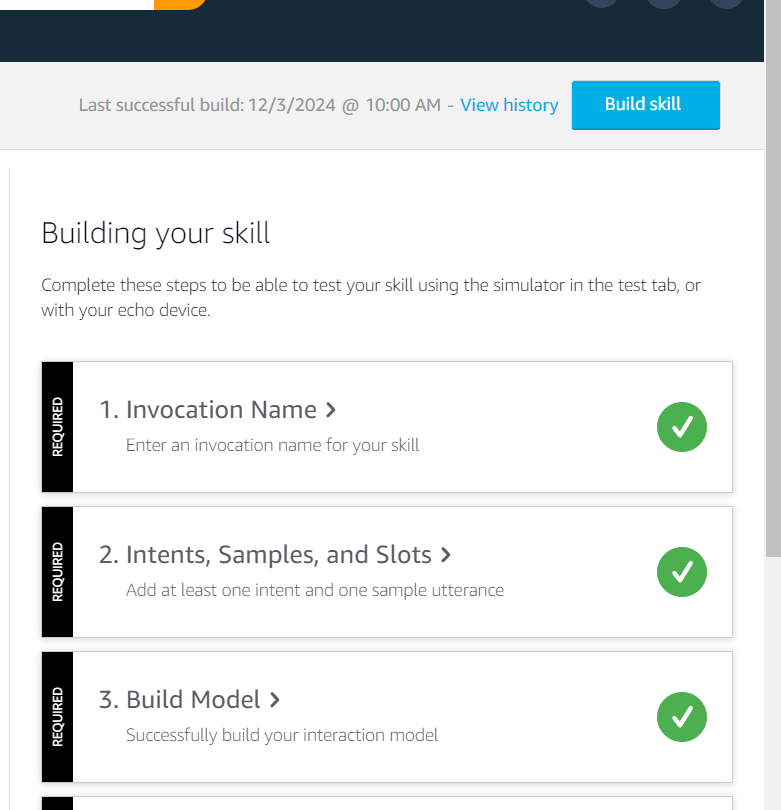 Last successful build: 12/3/2024 @ 10:00 AM - View history
Build skill
Building your skill
Complete these steps to be able to test your skill using the simulator in the test tab, or
with your echo device.
REQUIRED
1. Invocation Name
Enter an invocation name for your skill
REQUIRED
2. Intents, Samples, and Slots
Add at least one intent and one sample utterance
REQUIRED
3. Build Model
Successfully build your interaction model